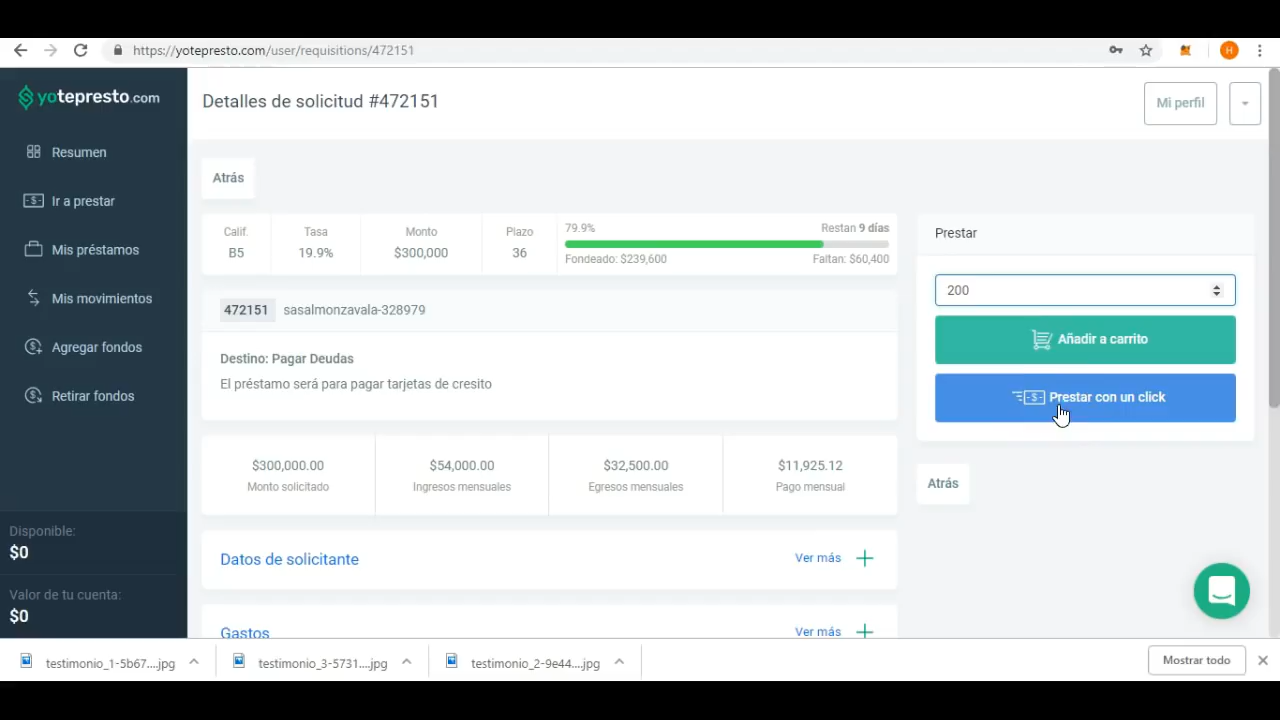 https://yotepresto.com/user/requisitions/472151
H
yotepresto.com
Resumen
Ir a prestar
Mis préstamos
Mis movimientos
Agregar fondos
Retirar fondos
Disponible:
$0
Valor de tu cuenta:
$0
Detalles de solicitud #472151
Mi perfil
Atrás
Calif. Tasa Monto Plazo 79.9% Restan 9 días
B5 19.9% $300,000 36 Fondeado: $239,600 Faltan: $60,400
472151 sasalmonzavala-328979
Destino: Pagar Deudas
El préstamo será para pagar tarjetas de cresito
$300,000.00 $54,000.00 $32,500.00 $11,925.12
Monto solicitado Ingresos mensuales Egresos mensuales Pago mensual
Datos de solicitante Ver más
Gastos Ver más
Prestar
200
Añadir a carrito
Prestar con un click
Atrás
testimonio_1-5b67....jpg testimonio_3-5731....jpg testimonio_2-9e44....jpg Mostrar todo